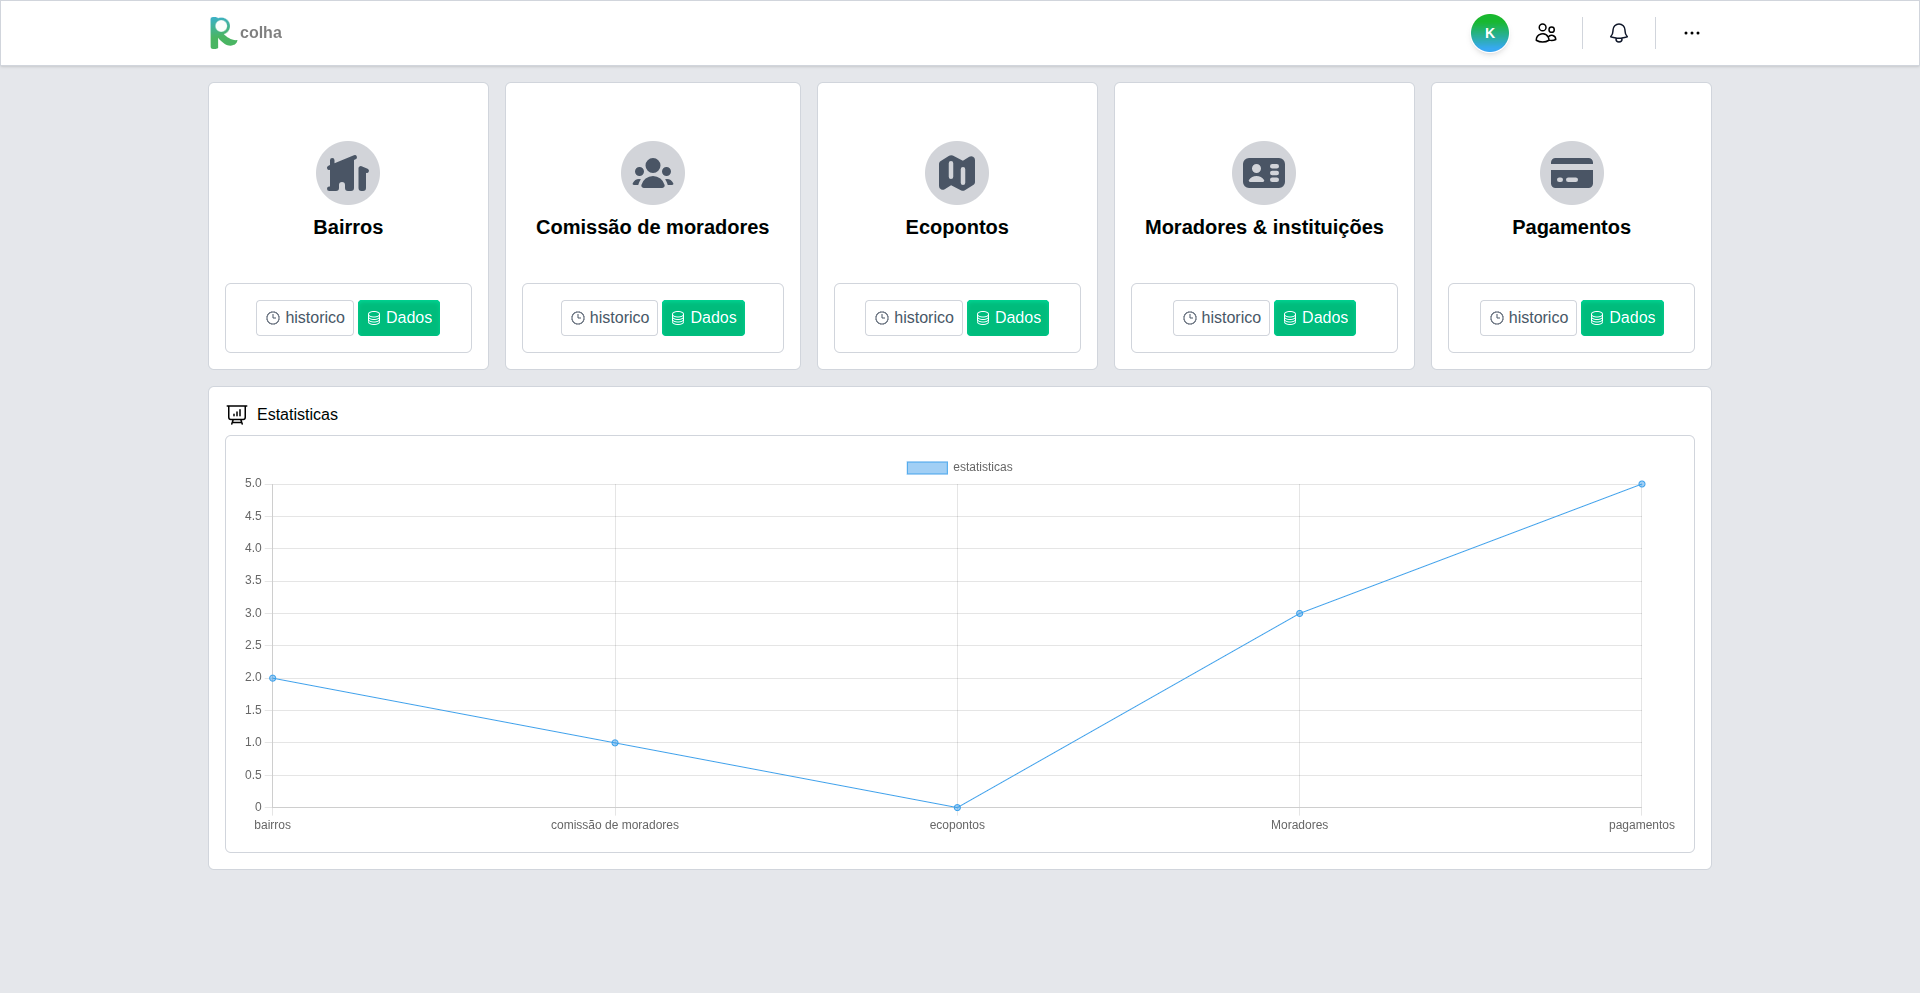 Rcolha
K
Bairros
historico Dados
Comissão de moradores
historico Dados
Ecopontos
historico Dados
Moradores & instituições
historico Dados
Pagamentos
historico Dados
Estatisticas
estatisticas
5.0
4.5
4.0
3.5
3.0
2.5
2.0
1.5
1.0
0.5
0
bairros comissão de moradores ecopontos Moradores pagamentos